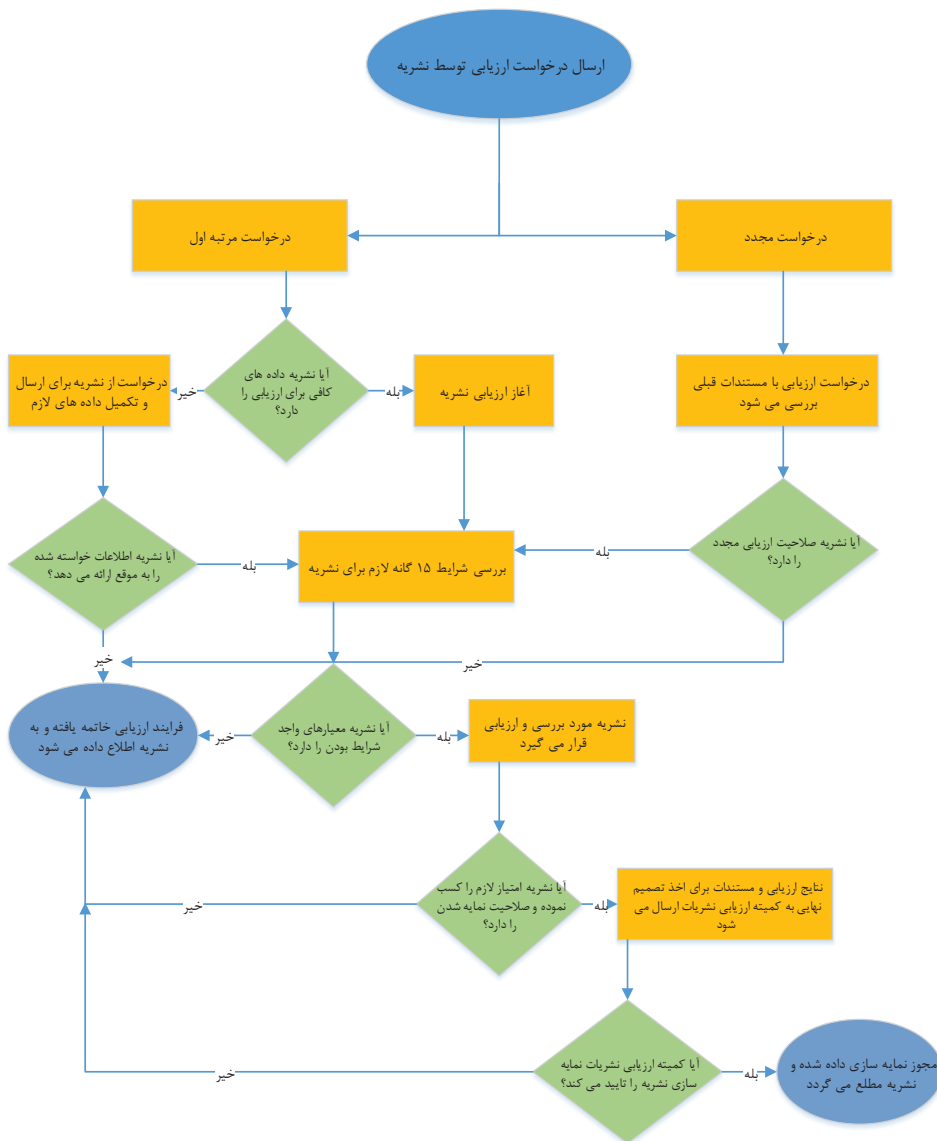 ارسال درخواست ارزیابی توسط نشریه
درخواست مجدد
درخواست مرتبه اول
آیا نشریه داده های
کافی برای ارزیابی را
دارد؟
درخواست ارزیابی با مستندات قبلی
بررسی می شود
آغاز ارزیابی نشریه
بله
خیر
درخواست از نشریه برای ارسال
و تکمیل داده های لازم
آیا نشریه صلاحیت ارزیابی مجدد
را دارد؟
بله
بررسی شرایط ۱۵ گانه لازم برای نشریه
بله
آیا نشریه اطلاعات خواسته شده
را به موقع ارائه می دهد؟
خیر
خیر
نشریه مورد بررسی و ارزیابی
قرار می گیرد
بله
آیا نشریه معیارهای واجد
شرایط بودن را دارد؟
خیر
فرایند ارزیابی خاتمه یافته و به
نشریه اطلاع داده می شود
نتایج ارزیابی و مستندات برای اخذ تصمیم
نهایی به کمیته ارزیابی نشریات ارسال می
شود
بله
آیا نشریه امتیاز لازم را کسب
نموده و صلاحیت نمایه شدن
را دارد؟
خیر
مجوز نمایه سازی داده شده و
نشریه مطلع می گردد
بله
آیا کمیته ارزیابی نشریات نمایه
سازی نشریه را تایید می کند؟
خیر